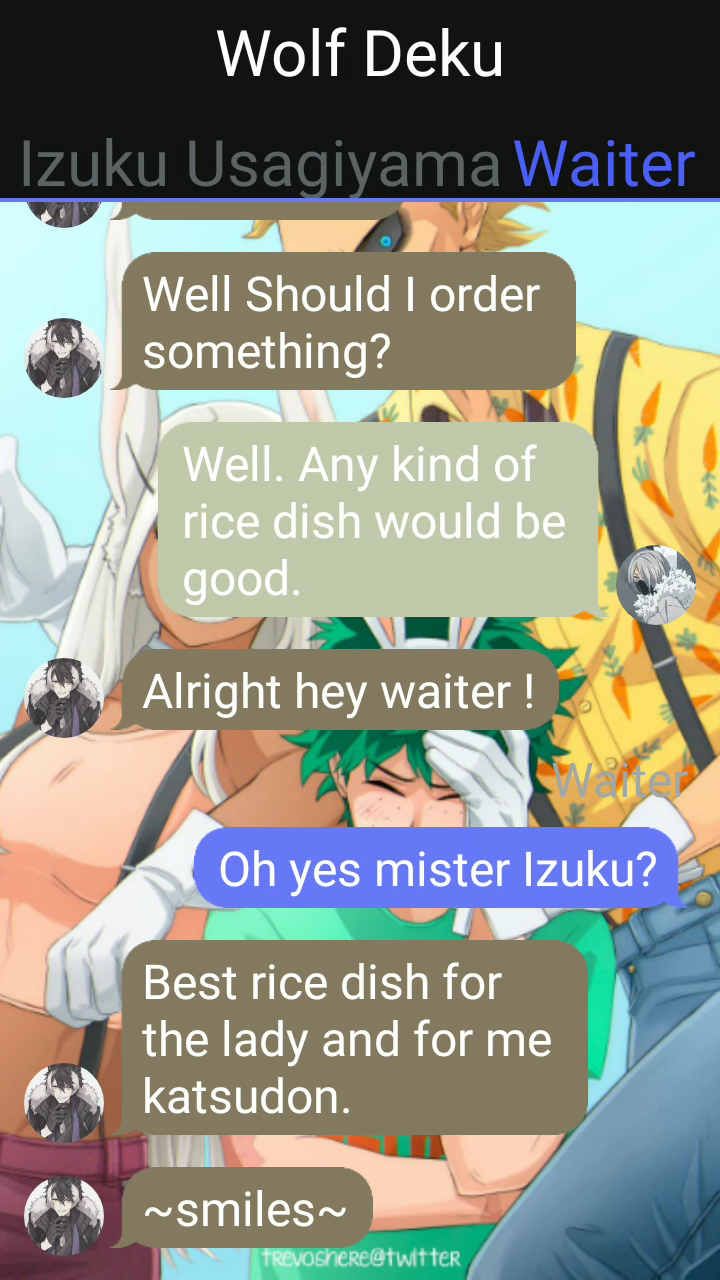 Wolf Deku
Izuku Usagiyama Waiter
Well Should I order
something?
Well. Any kind of
rice dish would be
good.
Alright hey waiter !
Waiter
Oh yes mister Izuku?
Best rice dish for
the lady and for me
katsudon.
~smiles~
TREVOSHERE@TWITTER